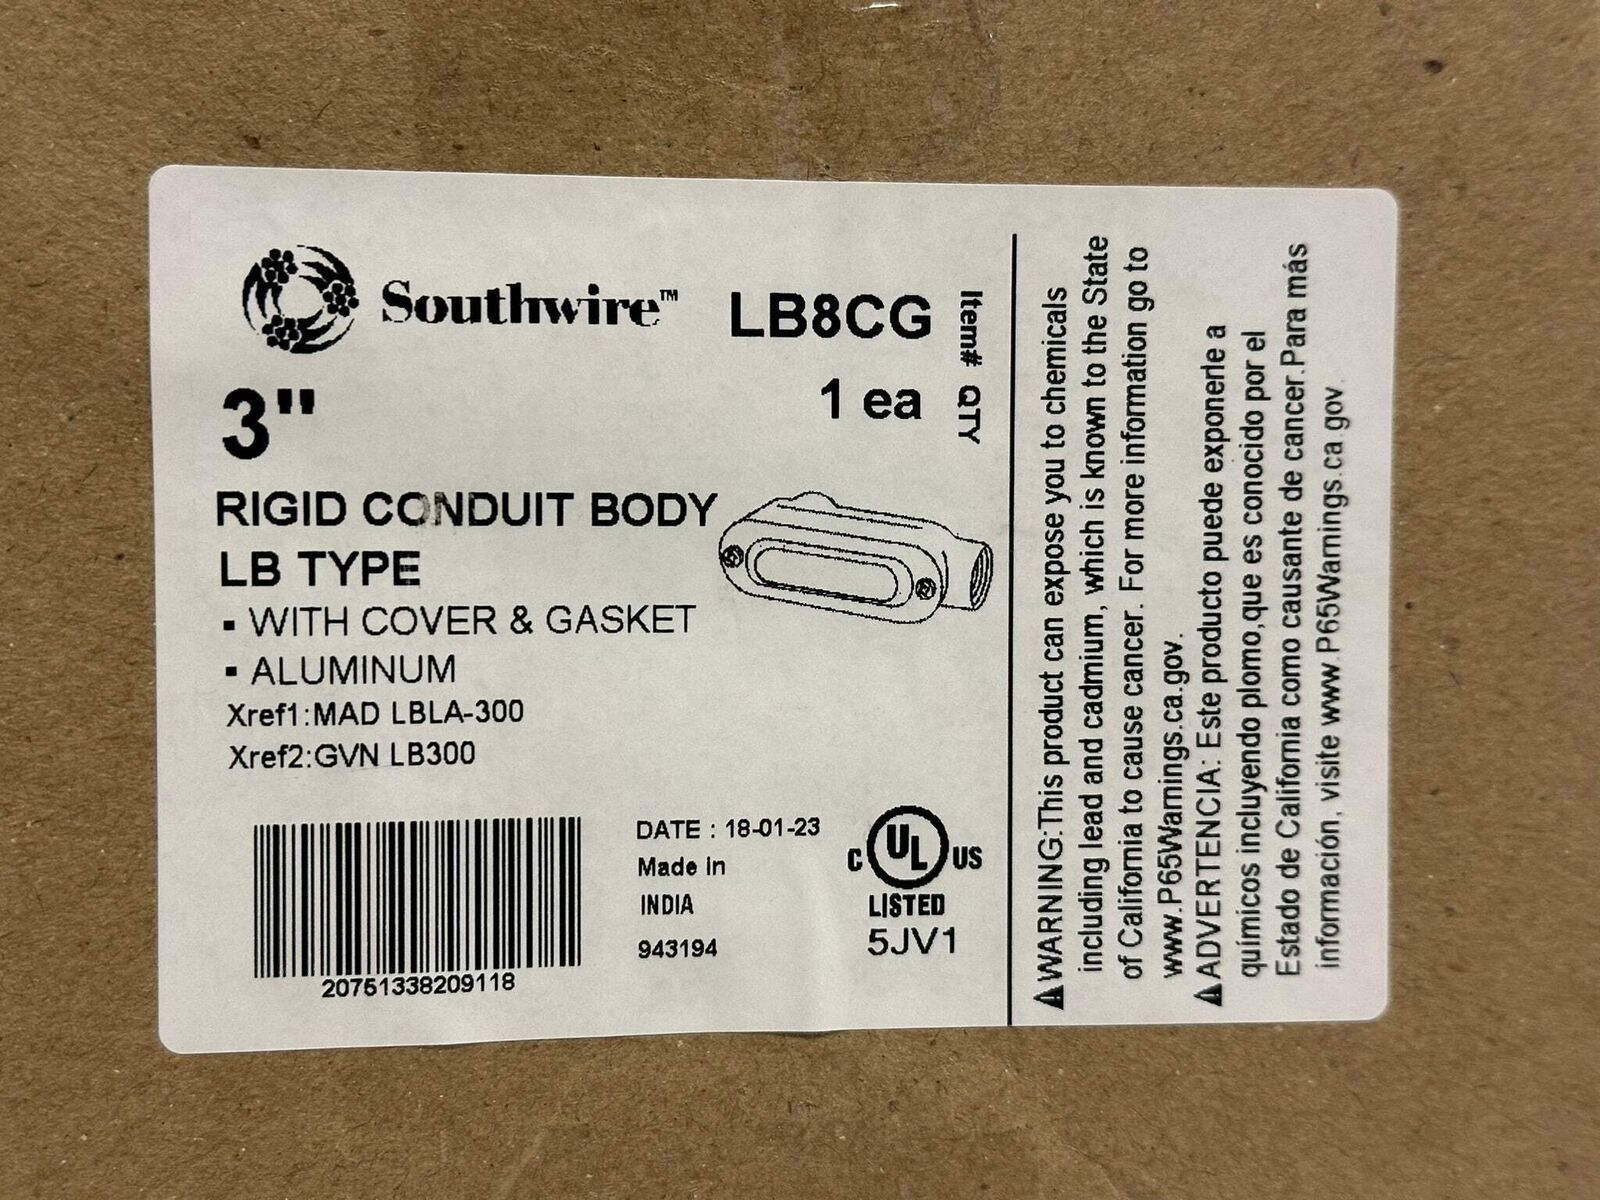 Southwire™
LB8CG
Item#
3"
1 ea
QTY
RIGID CONDUIT BODY
LB TYPE
▪ WITH COVER & GASKET
▪ ALUMINUM
Xref1:MAD LBLA-300
Xref2:GVN LB300
20751338209118
DATE : 18-01-23
Made in
INDIA
943194
C UL US
LISTED
5JV1
⚠WARNING:This product can expose you to chemicals
including lead and cadmium, which is known to the State
of California to cause cancer. For more information go to
www.P65Warnings.ca.gov.
⚠ADVERTENCIA: Este producto puede exponerle a
químicos incluyendo plomo,que es conocido por el
Estado de California como causante de cancer.Para más
información, visite www.P65Warnings.ca gov.